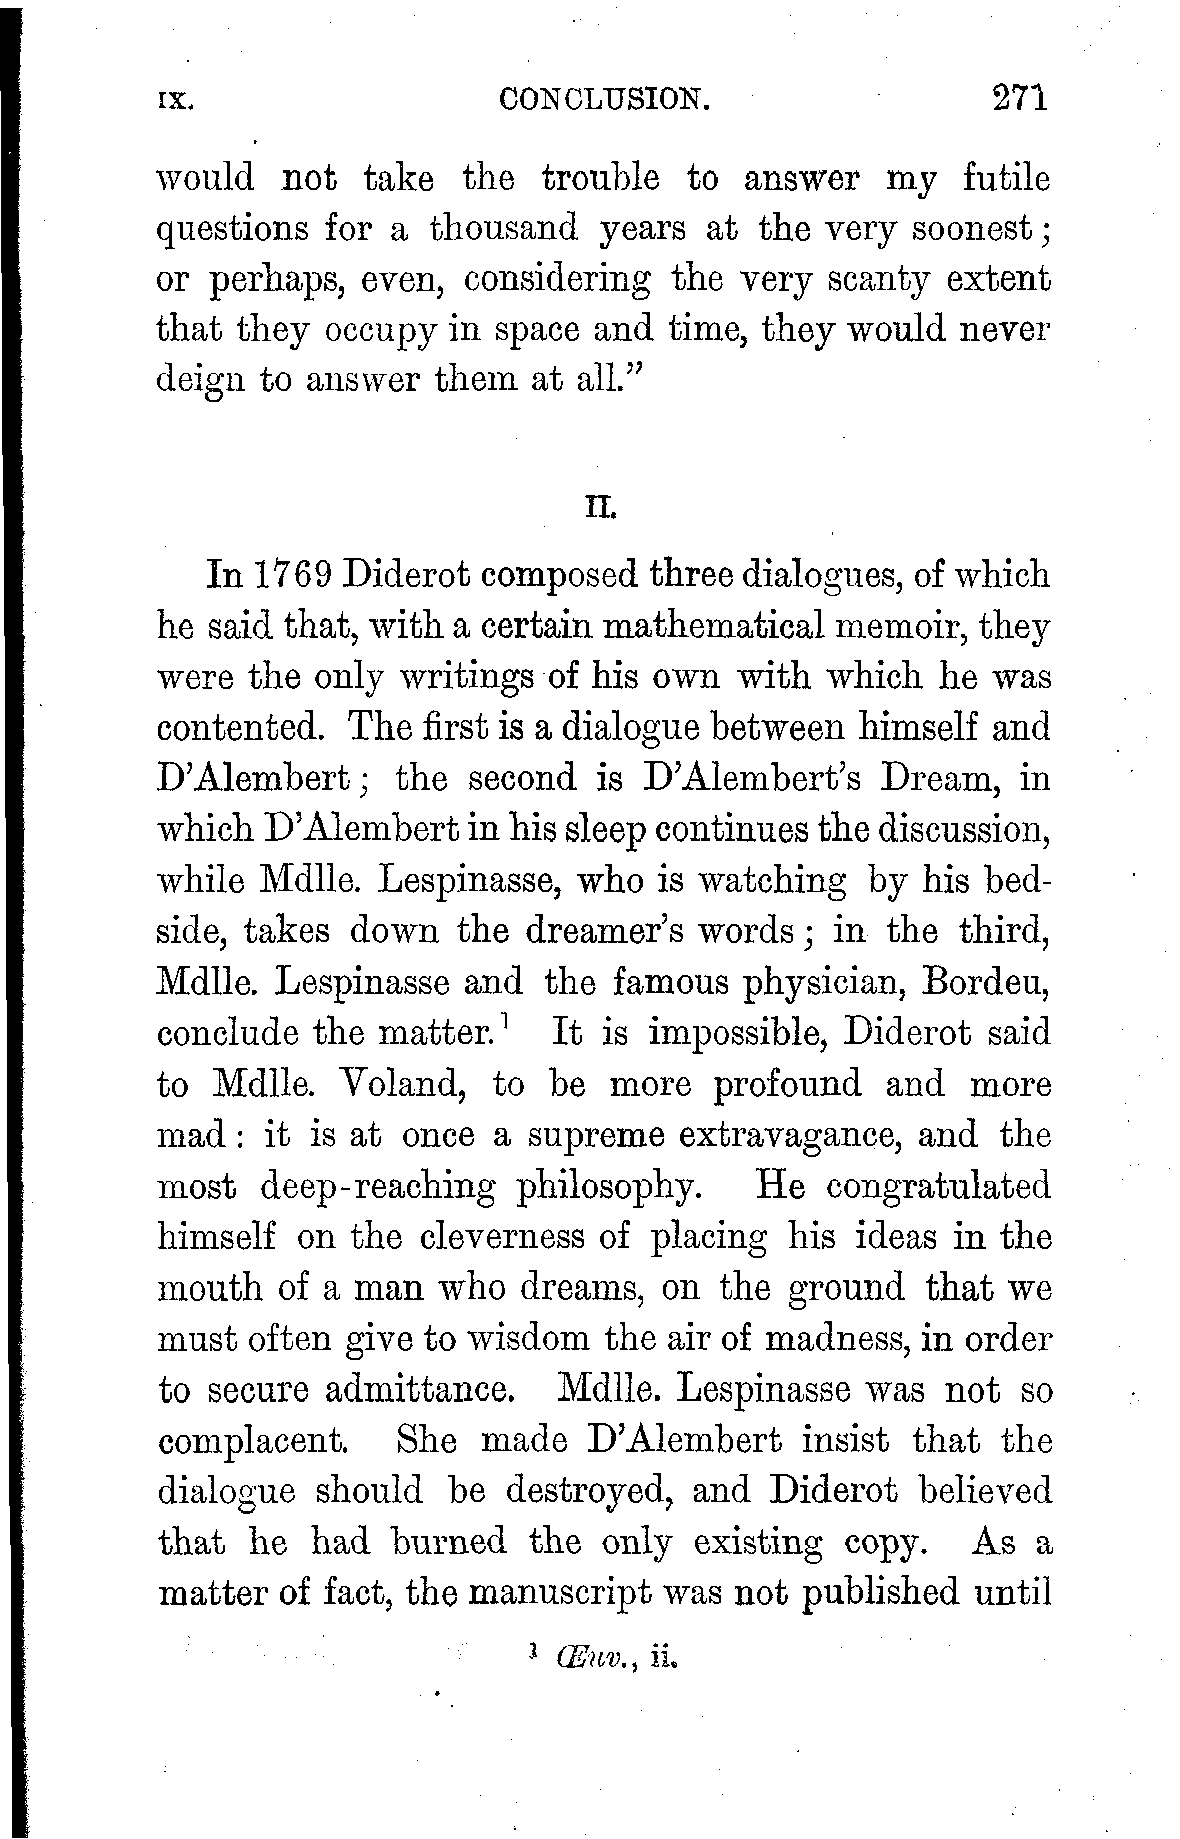 IX. CONCLUSION. 271
would not take the trouble to answer my futile
questions for a thousand years at the very soonest;
or perhaps, even, considering the very scanty extent
that they occupy in space and time, they would never
deign to answer them at all.”
II.
In 1769 Diderot composed three dialogues, of which
he said that, with a certain mathematical memoir, they
were the only writings of his own with which he was
contented. The first is a dialogue between himself and
D’Alembert; the second is D’Alembert’s Dream, in
which D’Alembert in his sleep continues the discussion,
while Mdlle. Lespinasse, who is watching by his bed-
side, takes down the dreamer’s words; in the third,
Mdlle. Lespinasse and the famous physician, Bordeu,
conclude the matter.¹ It is impossible, Diderot said
to Mdlle. Voland, to be more profound and more
mad: it is at once a supreme extravagance, and the
most deep-reaching philosophy. He congratulated
himself on the cleverness of placing his ideas in the
mouth of a man who dreams, on the ground that we
must often give to wisdom the air of madness, in order
to secure admittance. Mdlle. Lespinasse was not so
complacent. She made D’Alembert insist that the
dialogue should be destroyed, and Diderot believed
that he had burned the only existing copy. As a
matter of fact, the manuscript was not published until
¹ Œuv., ii.